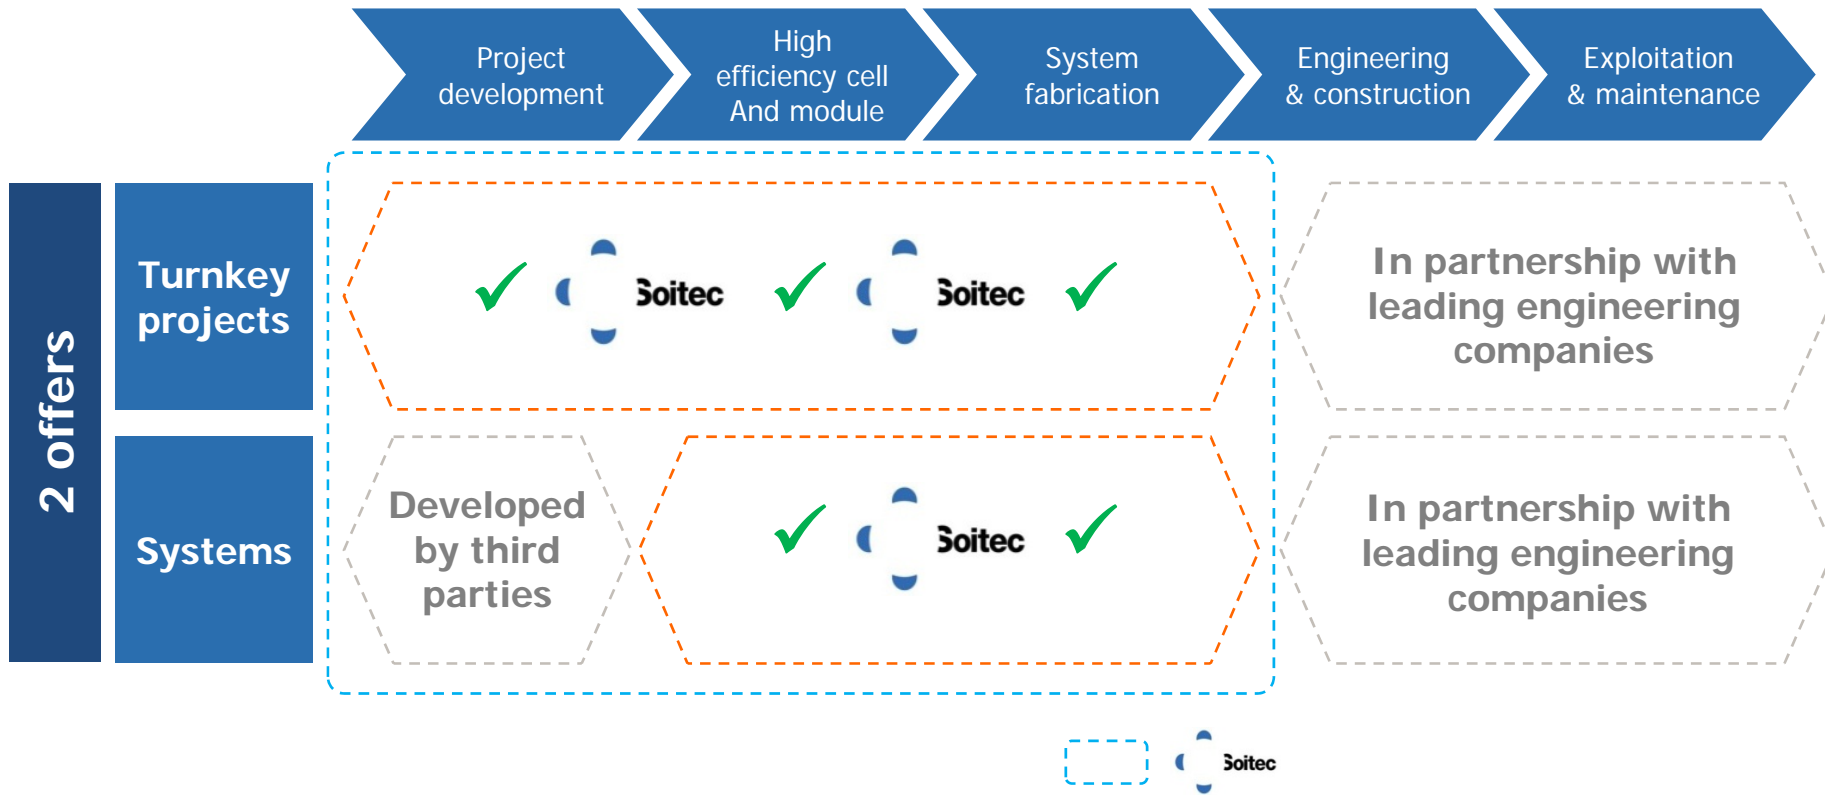 Project
development
High
efficiency cell
And module
System
fabrication
Engineering
& construction
Exploitation
& maintenance
2 offers
Turnkey
projects
Soitec
Soitec
In partnership with
leading engineering
companies
Systems
Developed
by third
parties
Soitec
In partnership with
leading engineering
companies
Soitec